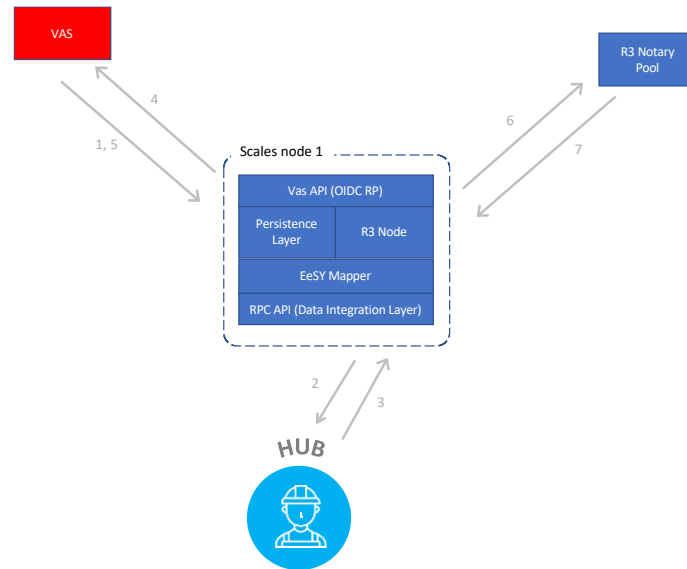 VAS
R3 Notary
Pool
4
6
1, 5
7
Scales node 1
Vas API (OIDC RP)
Persistence
Layer
R3 Node
EeSY Mapper
RPC API (Data Integration Layer)
2
3
HUB